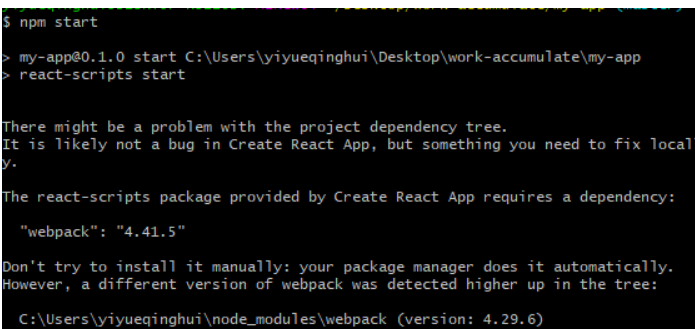 $ npm start
> my-app@0.1.0 start C:\Users\yiyueqinghui\Desktop\work-accumulate\my-app
> react-scripts start
There might be a problem with the project dependency tree.
It is likely not a bug in Create React App, but something you need to fix local
y.
The react-scripts package provided by Create React App requires a dependency:
"webpack": "4.41.5"
Don't try to install it manually: your package manager does it automatically.
However, a different version of webpack was detected higher up in the tree:
C:\Users\yiyueqinghui\node_modules\webpack (version: 4.29.6)